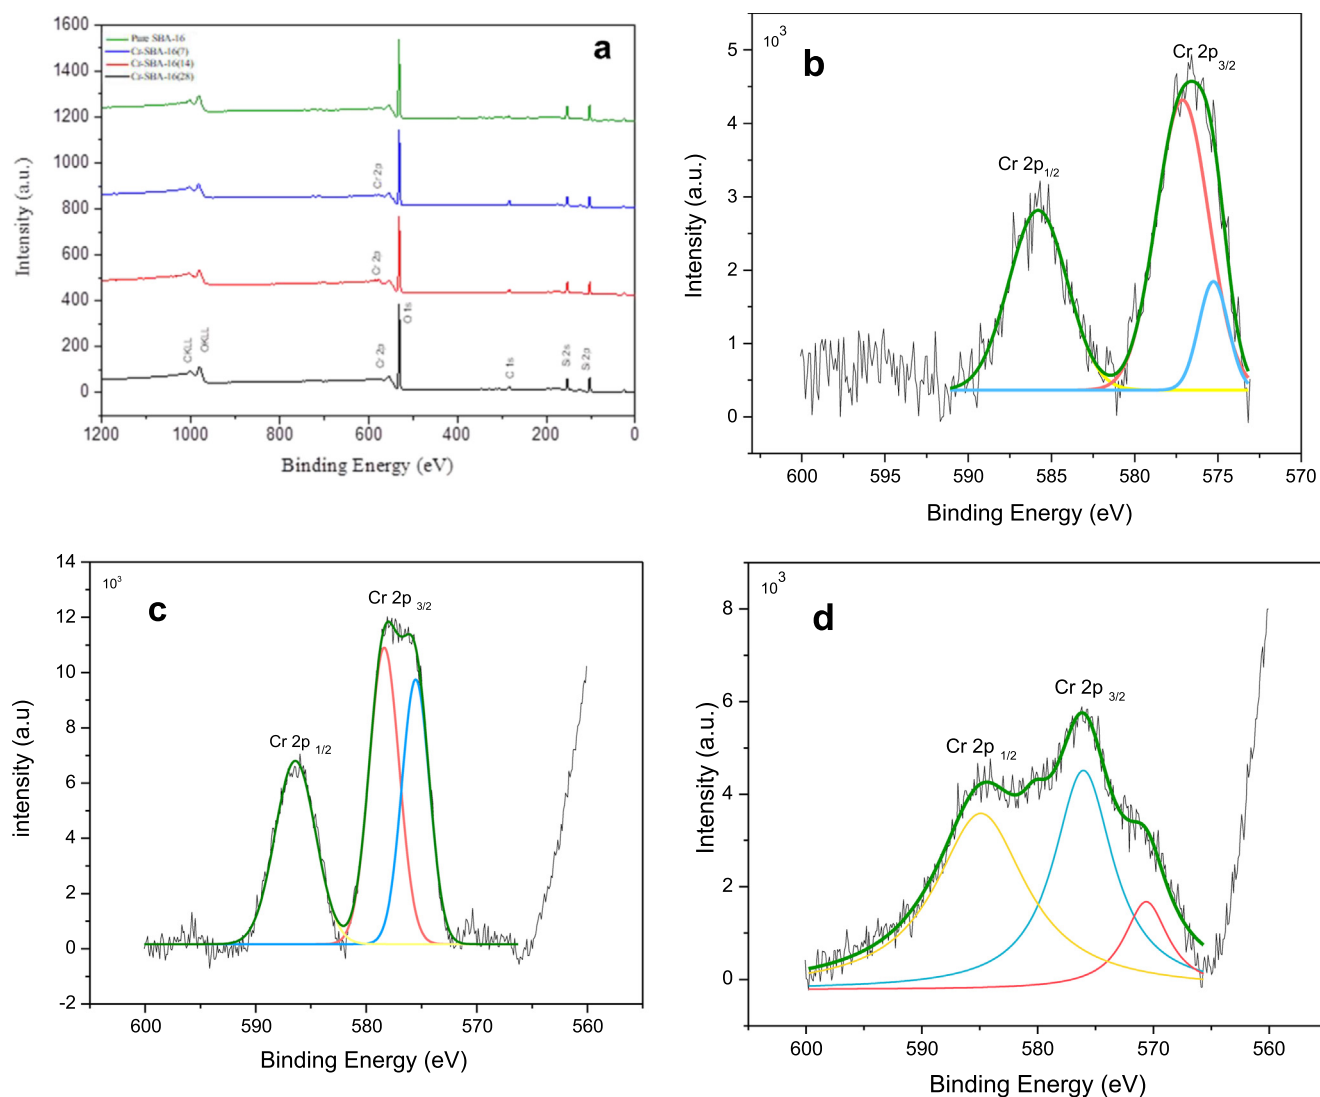 a
Pure SBA-16
Cr-SBA-16(7)
Cr-SBA-16(14)
Cr-SBA-16(28)
1600
1400
1200
1000
800
600
400
200
0
Intensity (a.u.)
Cr 2p
Cr 2p
CKLL
OKLL
Cr 2p
O 1s
C 1s
Si 2s
Si 2p
1200
1000
800
600
400
200
0
Binding Energy (eV)
b
10³
5
4
3
2
1
0
Intensity (a.u.)
Cr 2p 3/2
Cr 2p1/2
600
595
590
585
580
575
570
Binding Energy (eV)
c
10³
14
12
10
8
6
4
2
0
-2
intensity (a.u)
Cr 2p 3/2
Cr 2p 1/2
600
590
580
570
560
Binding Energy (eV)
d
10³
8
6
4
2
0
Intensity (a.u.)
Cr 2p 3/2
Cr 2p 1/2
600
590
580
570
560
Binding Energy (eV)